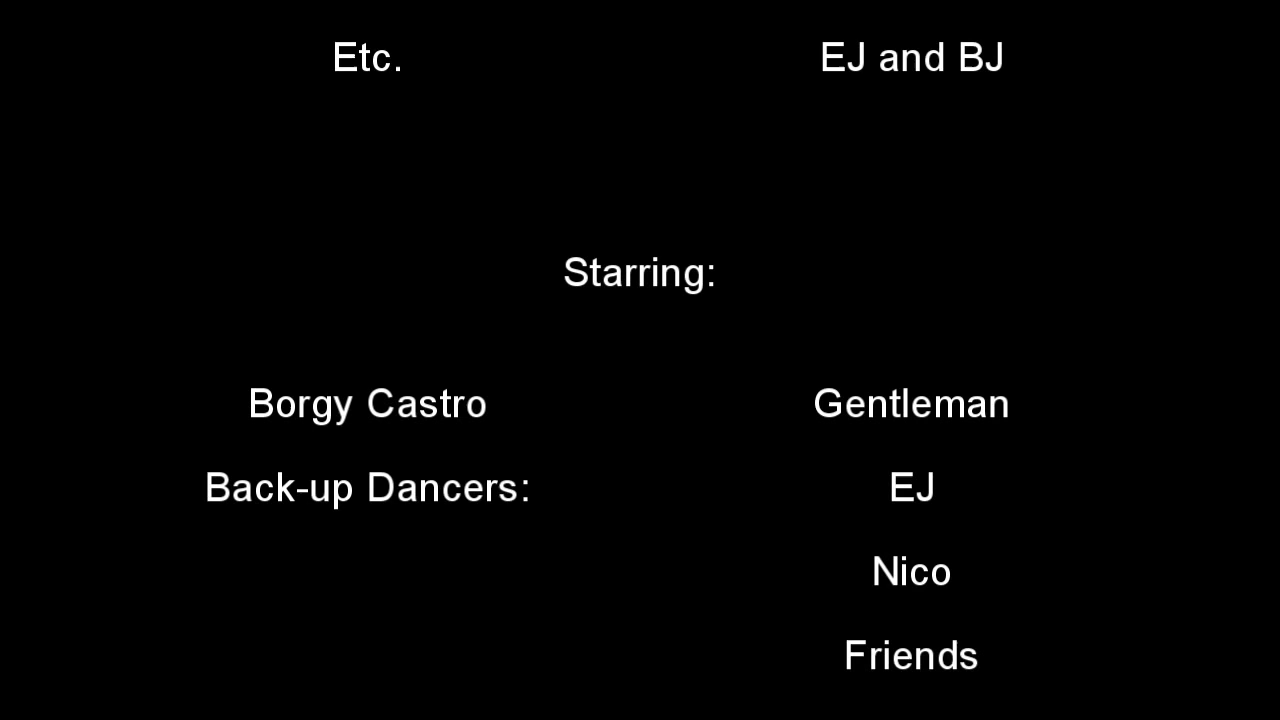 Etc. EJ and BJ
Starring:
Borgy Castro Gentleman
Back-up Dancers: EJ
Nico
Friends